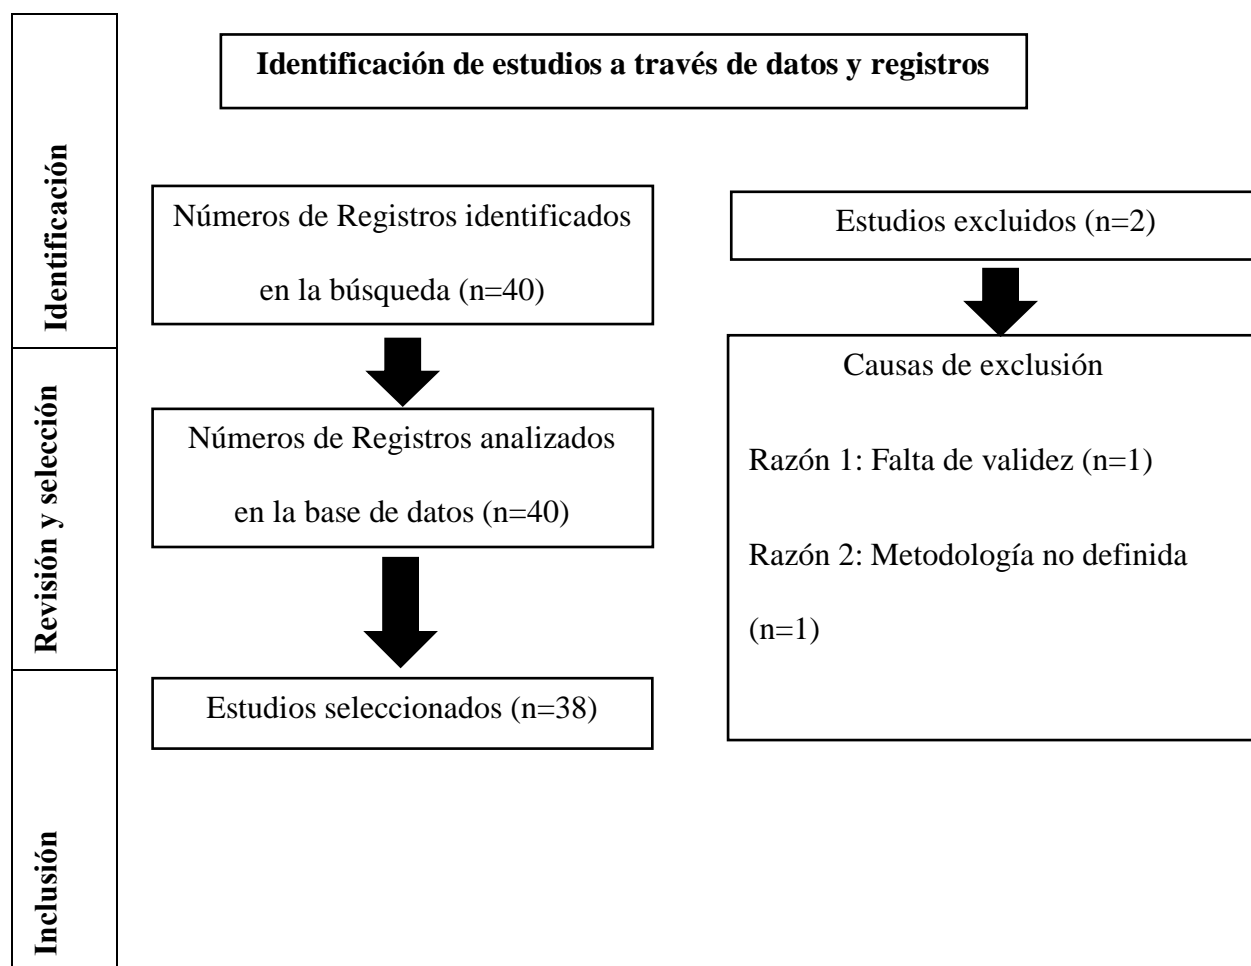 Identificación de estudios a través de datos y registros
Identificación
Números de Registros identificados
en la búsqueda (n=40)
Estudios excluidos (n=2)
Revisión y selección
Números de Registros analizados
en la base de datos (n=40)
Causas de exclusión
Razón 1: Falta de validez (n=1)
Razón 2: Metodología no definida
(n=1)
Inclusión
Estudios seleccionados (n=38)